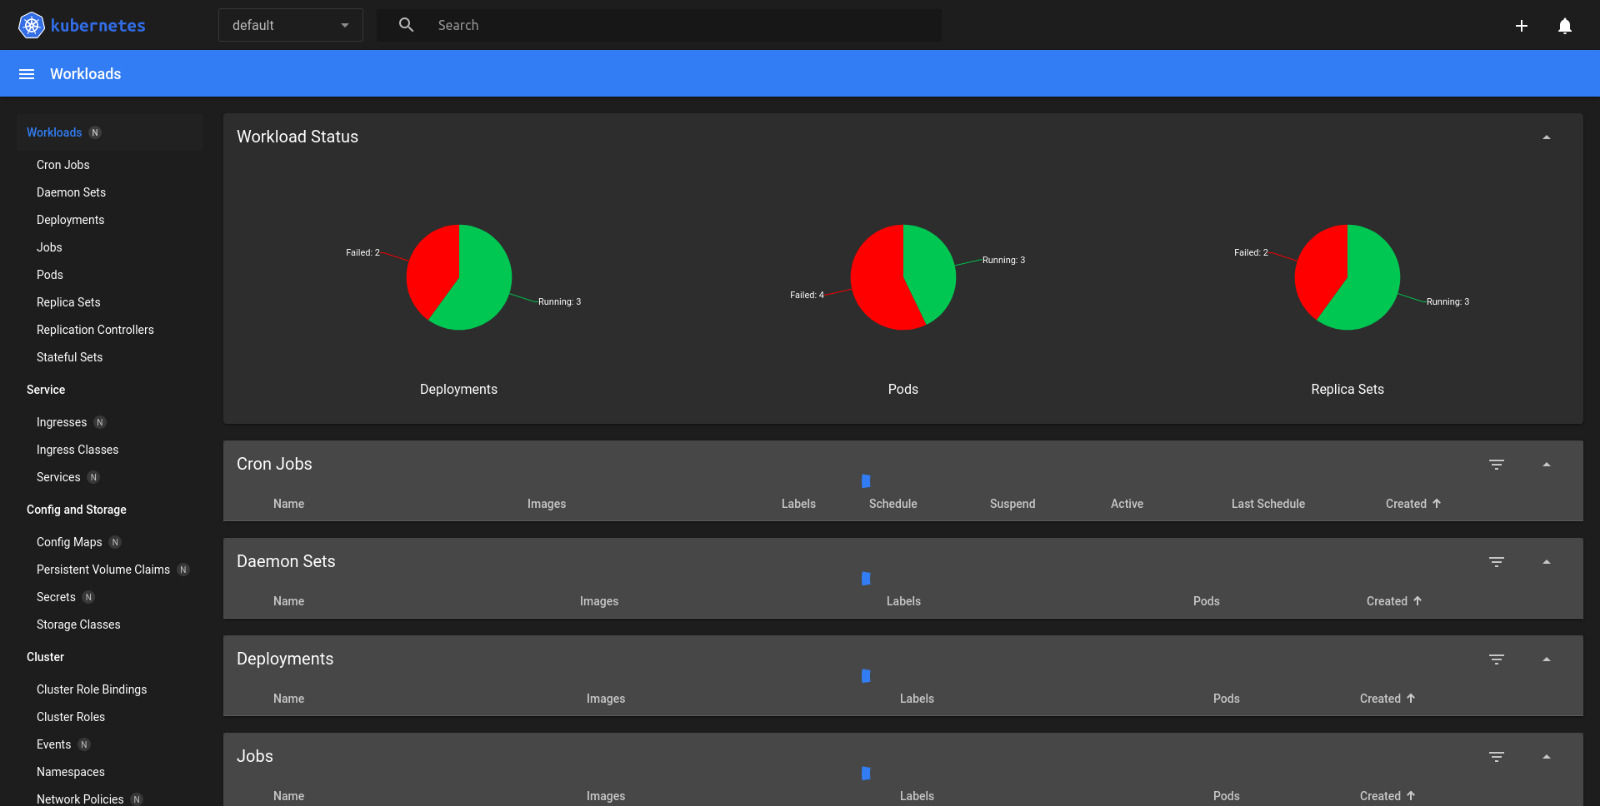 kubernetes
default
Search
Workloads
Workloads N
Cron Jobs
Daemon Sets
Deployments
Jobs
Pods
Replica Sets
Replication Controllers
Stateful Sets
Service
Ingresses N
Ingress Classes
Services N
Config and Storage
Config Maps N
Persistent Volume Claims N
Secrets N
Storage Classes
Cluster
Cluster Role Bindings
Cluster Roles
Events N
Namespaces
Network Policies N
Workload Status
Failed: 2
Running: 3
Deployments
Running: 3
Failed: 4
Pods
Failed: 2
Running: 3
Replica Sets
Cron Jobs
Name Images Labels Schedule Suspend Active Last Schedule Created
Daemon Sets
Name Images Labels Pods Created
Deployments
Name Images Labels Pods Created
Jobs
Name Images Labels Pods Created